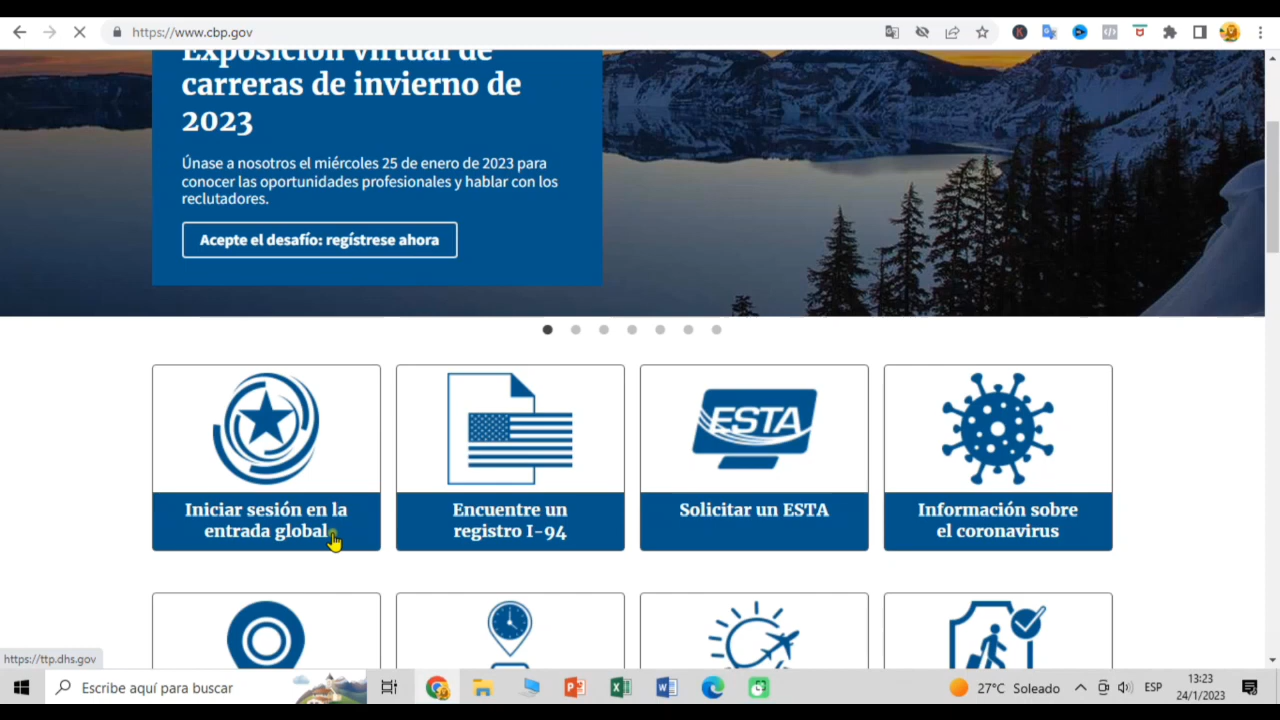 https://www.cbp.gov
Exposición virtual de
carreras de invierno de
2023
Únase a nosotros el miércoles 25 de enero de 2023 para
conocer las oportunidades profesionales y hablar con los
reclutadores.
Acepte el desafío: regístrese ahora
ESTA
Iniciar sesión en la
entrada global
Encuentre un
registro I-94
Solicitar un ESTA
Información sobre
el coronavirus
https://ttp.dhs.gov
Escribe aquí para buscar
27°C Soleado
ESP
13:23
24/1/2023